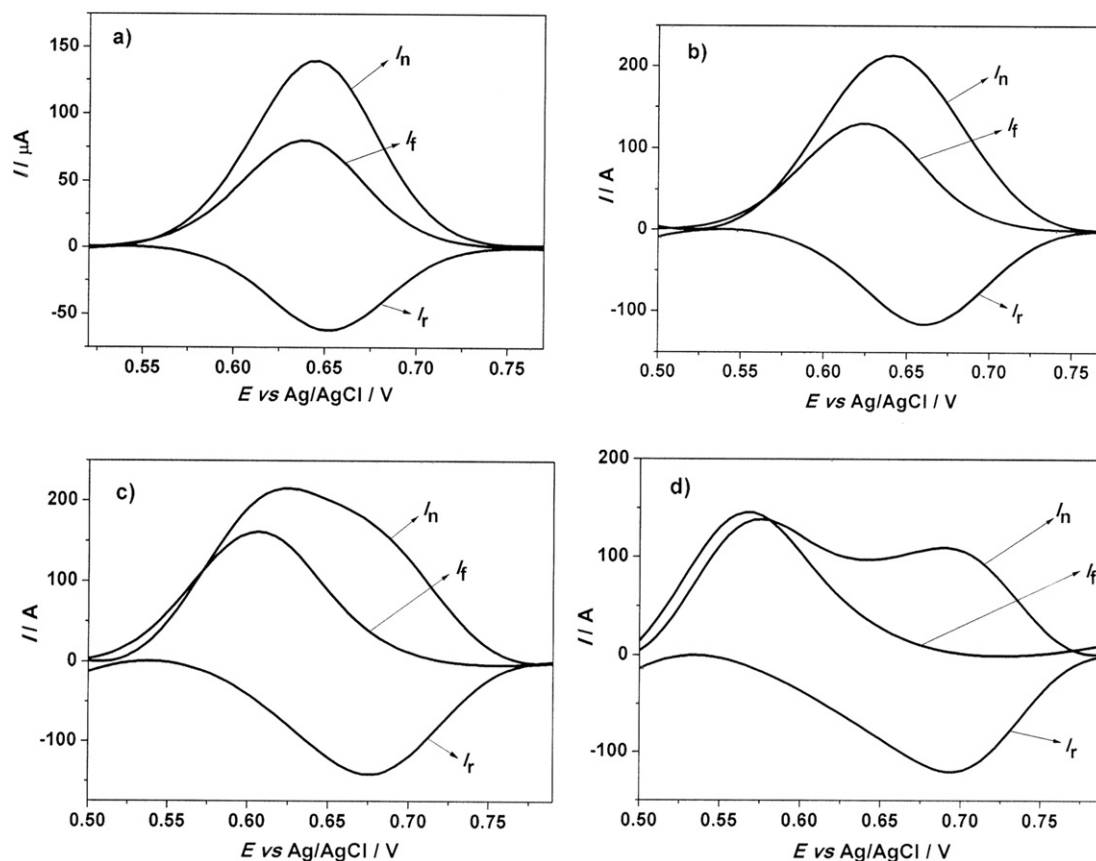 a)
I / µA
150
100
50
0
-50
0.55 0.60 0.65 0.70 0.75
E vs Ag/AgCl / V
In
If
Ir
b)
I / A
200
100
0
-100
0.50 0.55 0.60 0.65 0.70 0.75
E vs Ag/AgCl / V
In
If
Ir
c)
I / A
200
100
0
-100
0.50 0.55 0.60 0.65 0.70 0.75
E vs Ag/AgCl / V
In
If
Ir
d)
I / A
200
100
0
-100
0.50 0.55 0.60 0.65 0.70 0.75
E vs Ag/AgCl / V
In
If
Ir